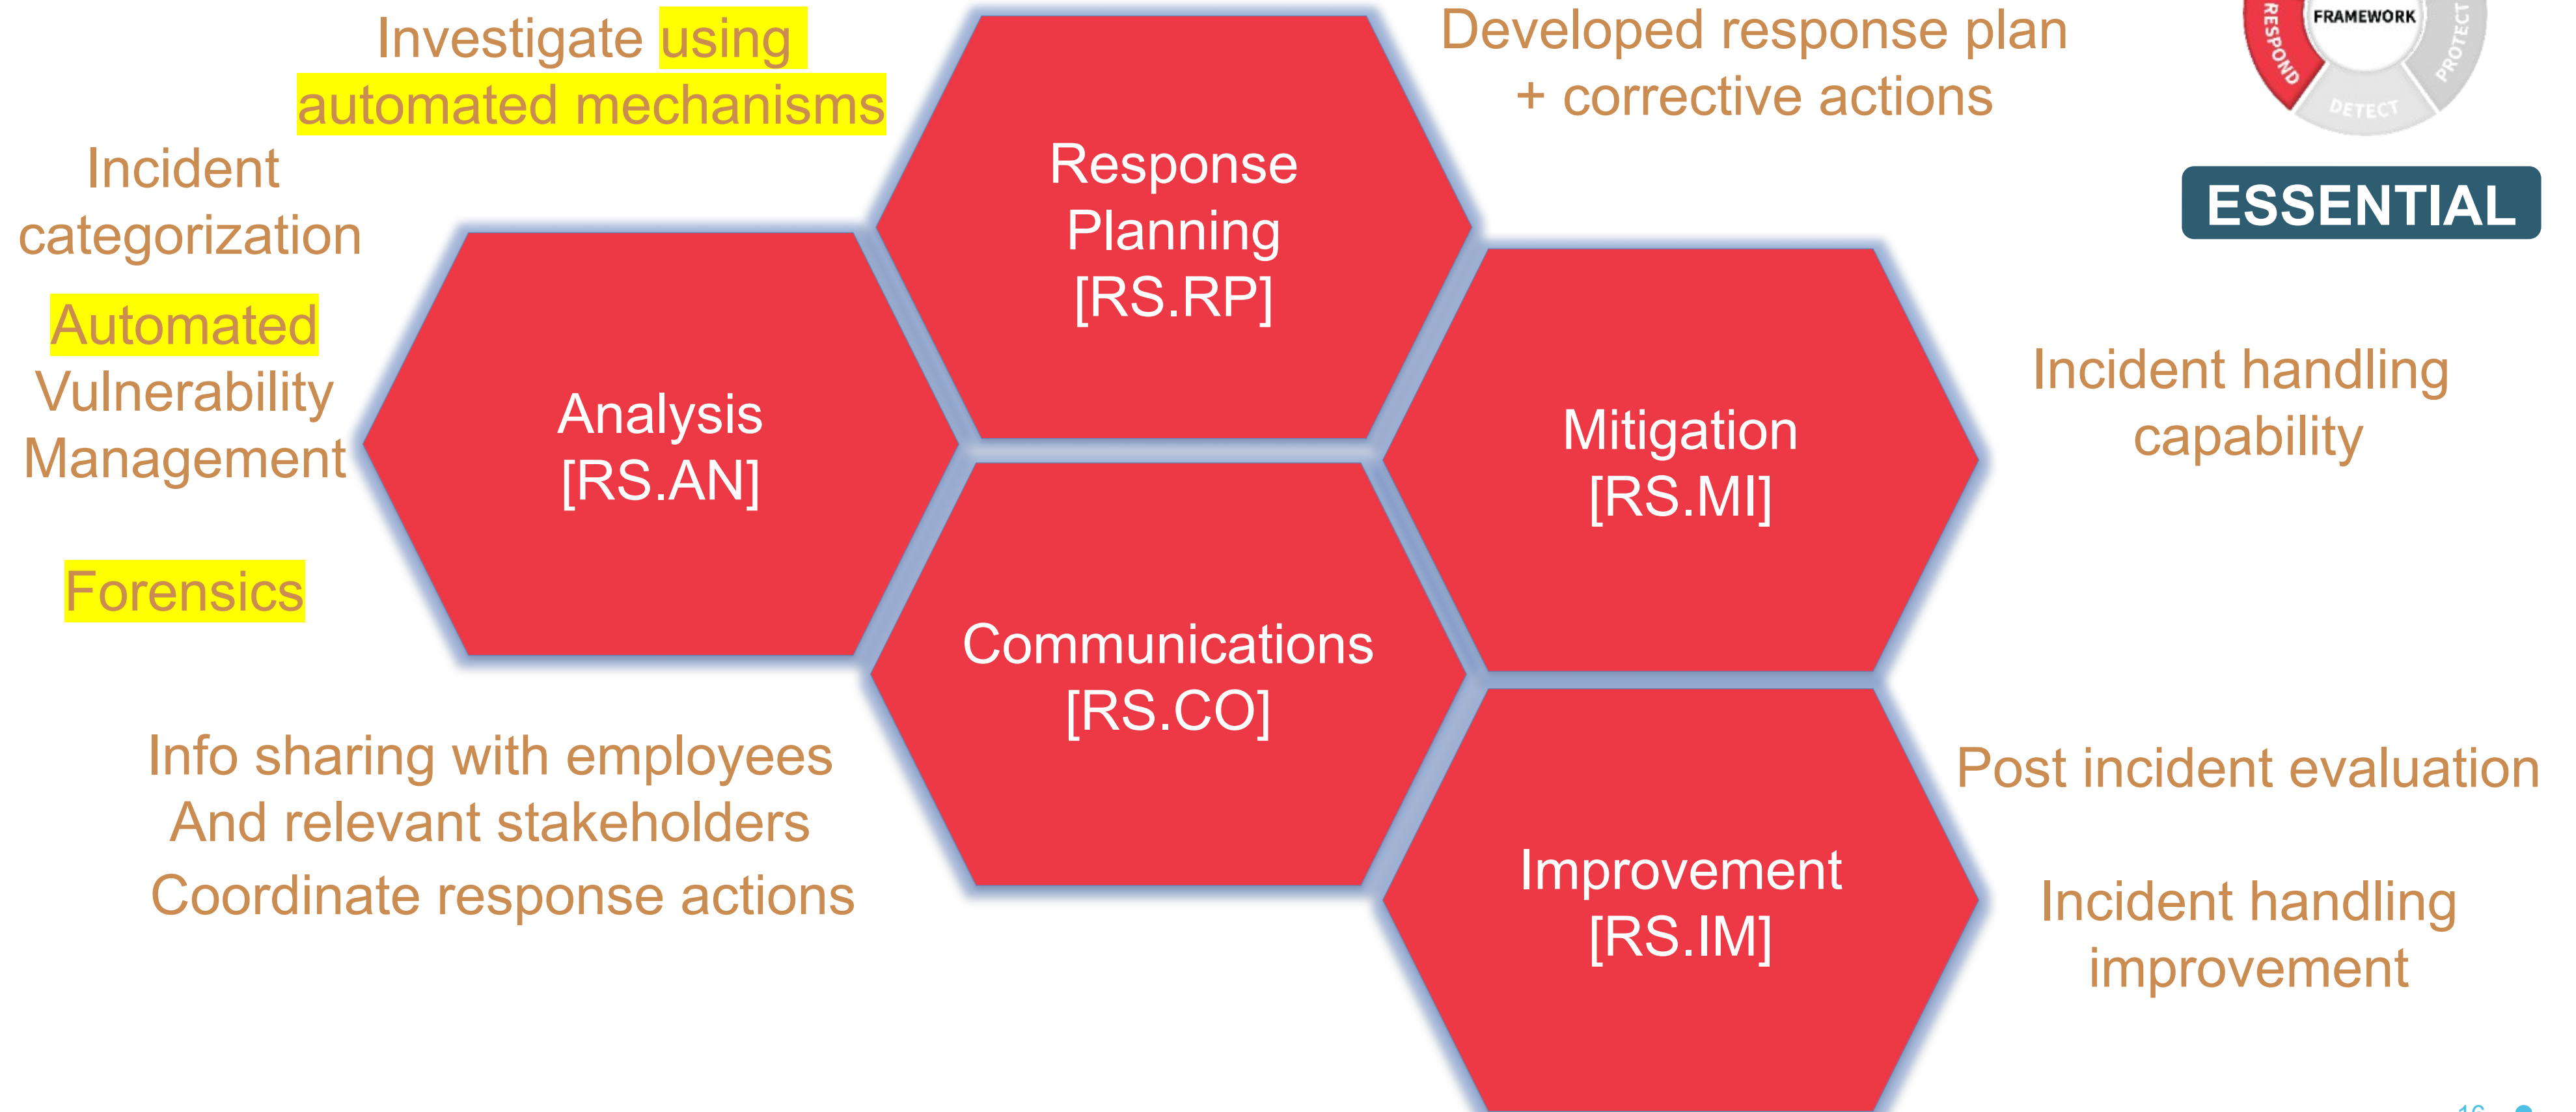 Investigate using
automated mechanisms
Developed response plan
+ corrective actions
FRAMEWORK
RESPOND
PROTECT
DETECT
ESSENTIAL
Incident
categorization
Automated
Vulnerability
Management
Forensics
Response
Planning
[RS.RP]
Analysis
[RS.AN]
Mitigation
[RS.MI]
Incident handling
capability
Communications
[RS.CO]
Info sharing with employees
And relevant stakeholders
Coordinate response actions
Improvement
[RS.IM]
Post incident evaluation
Incident handling
improvement
16